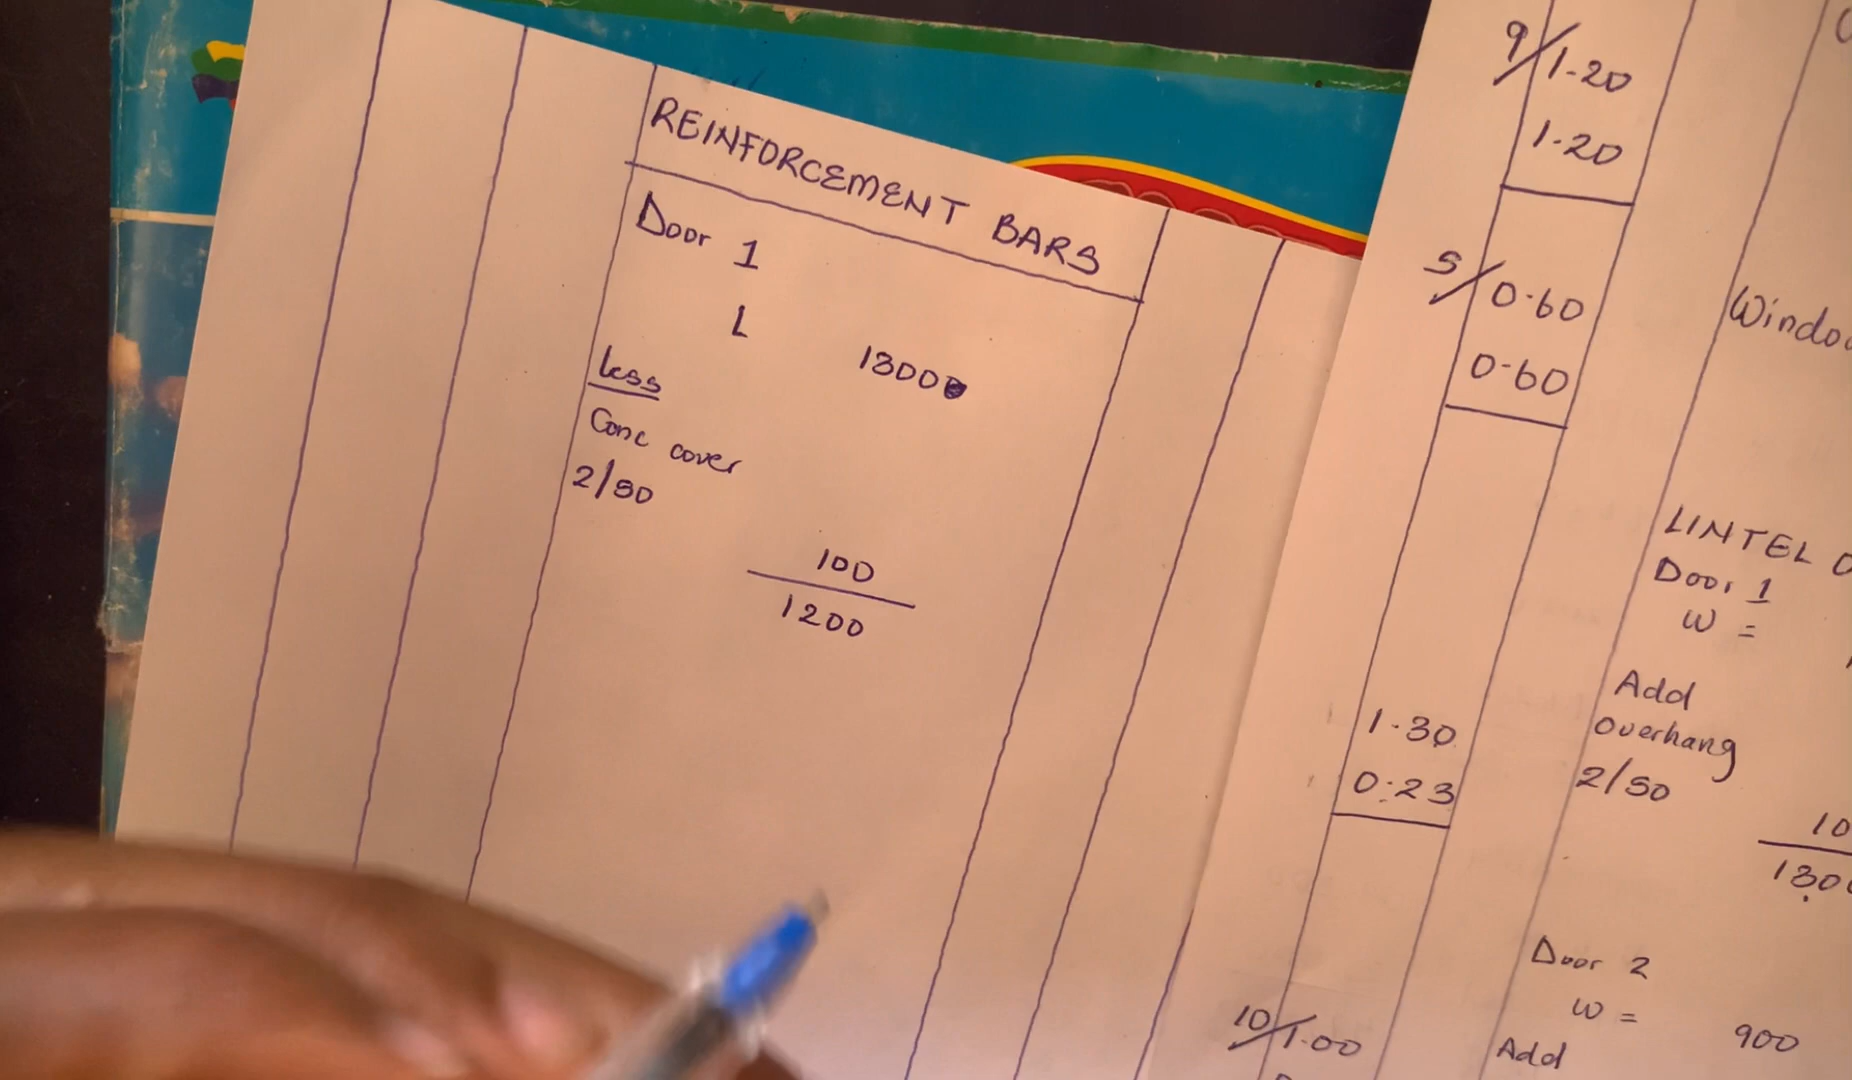 REINFORCEMENT BARS
Door 1
L 1300
less
Conc cover
2/50
100
1200
9/1.20
1.20
5/0.60
0.60
1.30
0.23
10/1.00
LINTEL
Door 1
W =
Add
overhang
2/50
Door 2
W = 900
Add